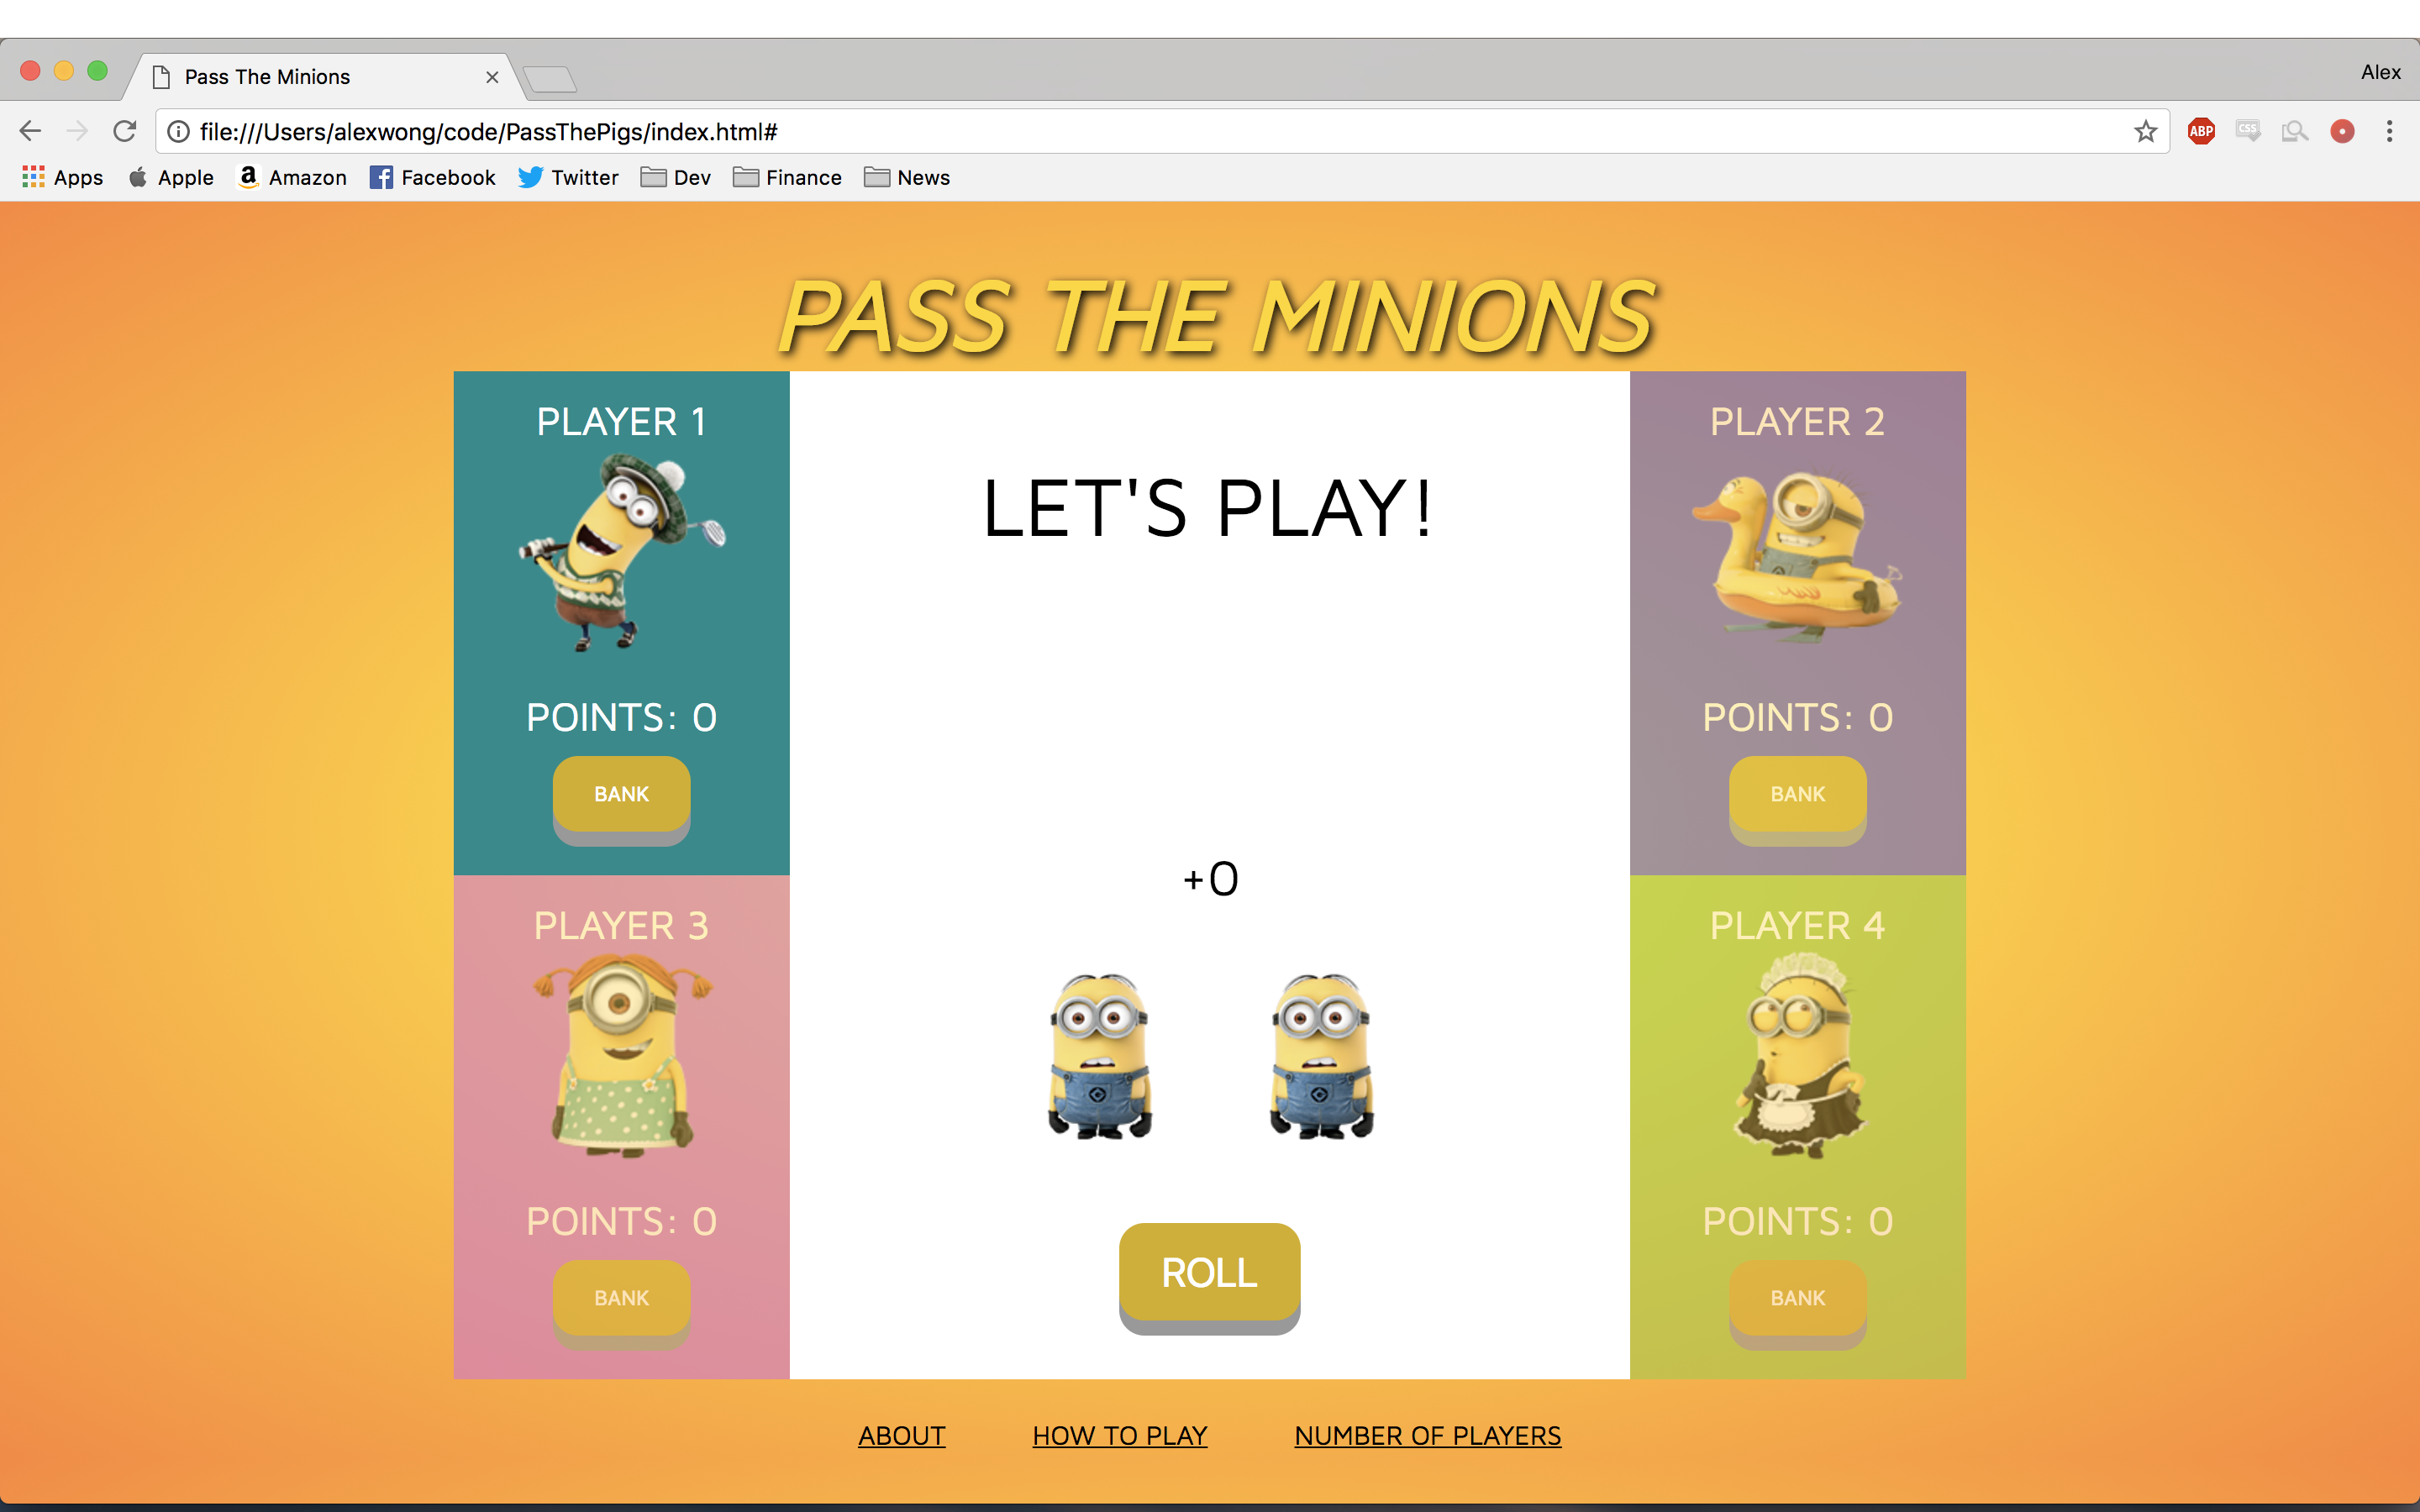 Pass The Minions
Alex
file:///Users/alexwong/code/PassThePigs/index.html#
ABP
CSS
Apps Apple Amazon Facebook Twitter Dev Finance News
PASS THE MINIONS
PLAYER 1
POINTS: 0
BANK
PLAYER 3
POINTS: 0
BANK
LET'S PLAY!
+0
ROLL
PLAYER 2
POINTS: 0
BANK
PLAYER 4
POINTS: 0
BANK
ABOUT HOW TO PLAY NUMBER OF PLAYERS